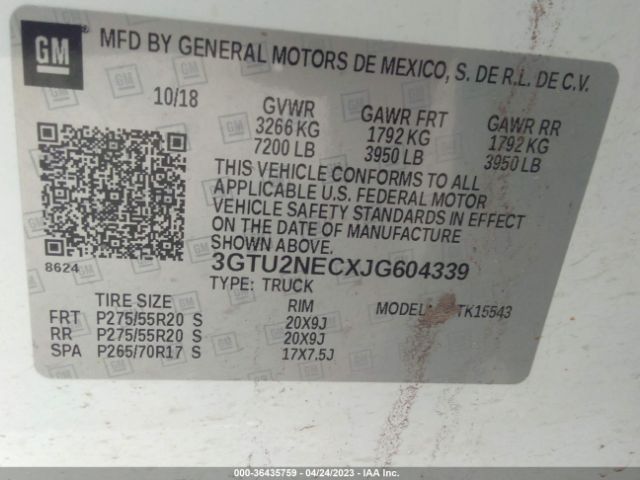 GM MFD BY GENERAL MOTORS DE MEXICO, S. DE R.L. DE C.V.
10/18 GVWR GAWR FRT GAWR RR
3266 KG 1792 KG 1792 KG
7200 LB 3950 LB 3950 LB
THIS VEHICLE CONFORMS TO ALL
APPLICABLE U.S. FEDERAL MOTOR
VEHICLE SAFETY STANDARDS IN EFFECT
ON THE DATE OF MANUFACTURE
SHOWN ABOVE.
8624 3GTU2NECXJG604339
TYPE: TRUCK
TIRE SIZE RIM MODEL: TK15543
FRT P275/55R20 S 20X9J
RR P275/55R20 S 20X9J
SPA P265/70R17 S 17X7.5J
000-36435759 - 04/24/2023 - IAA Inc.